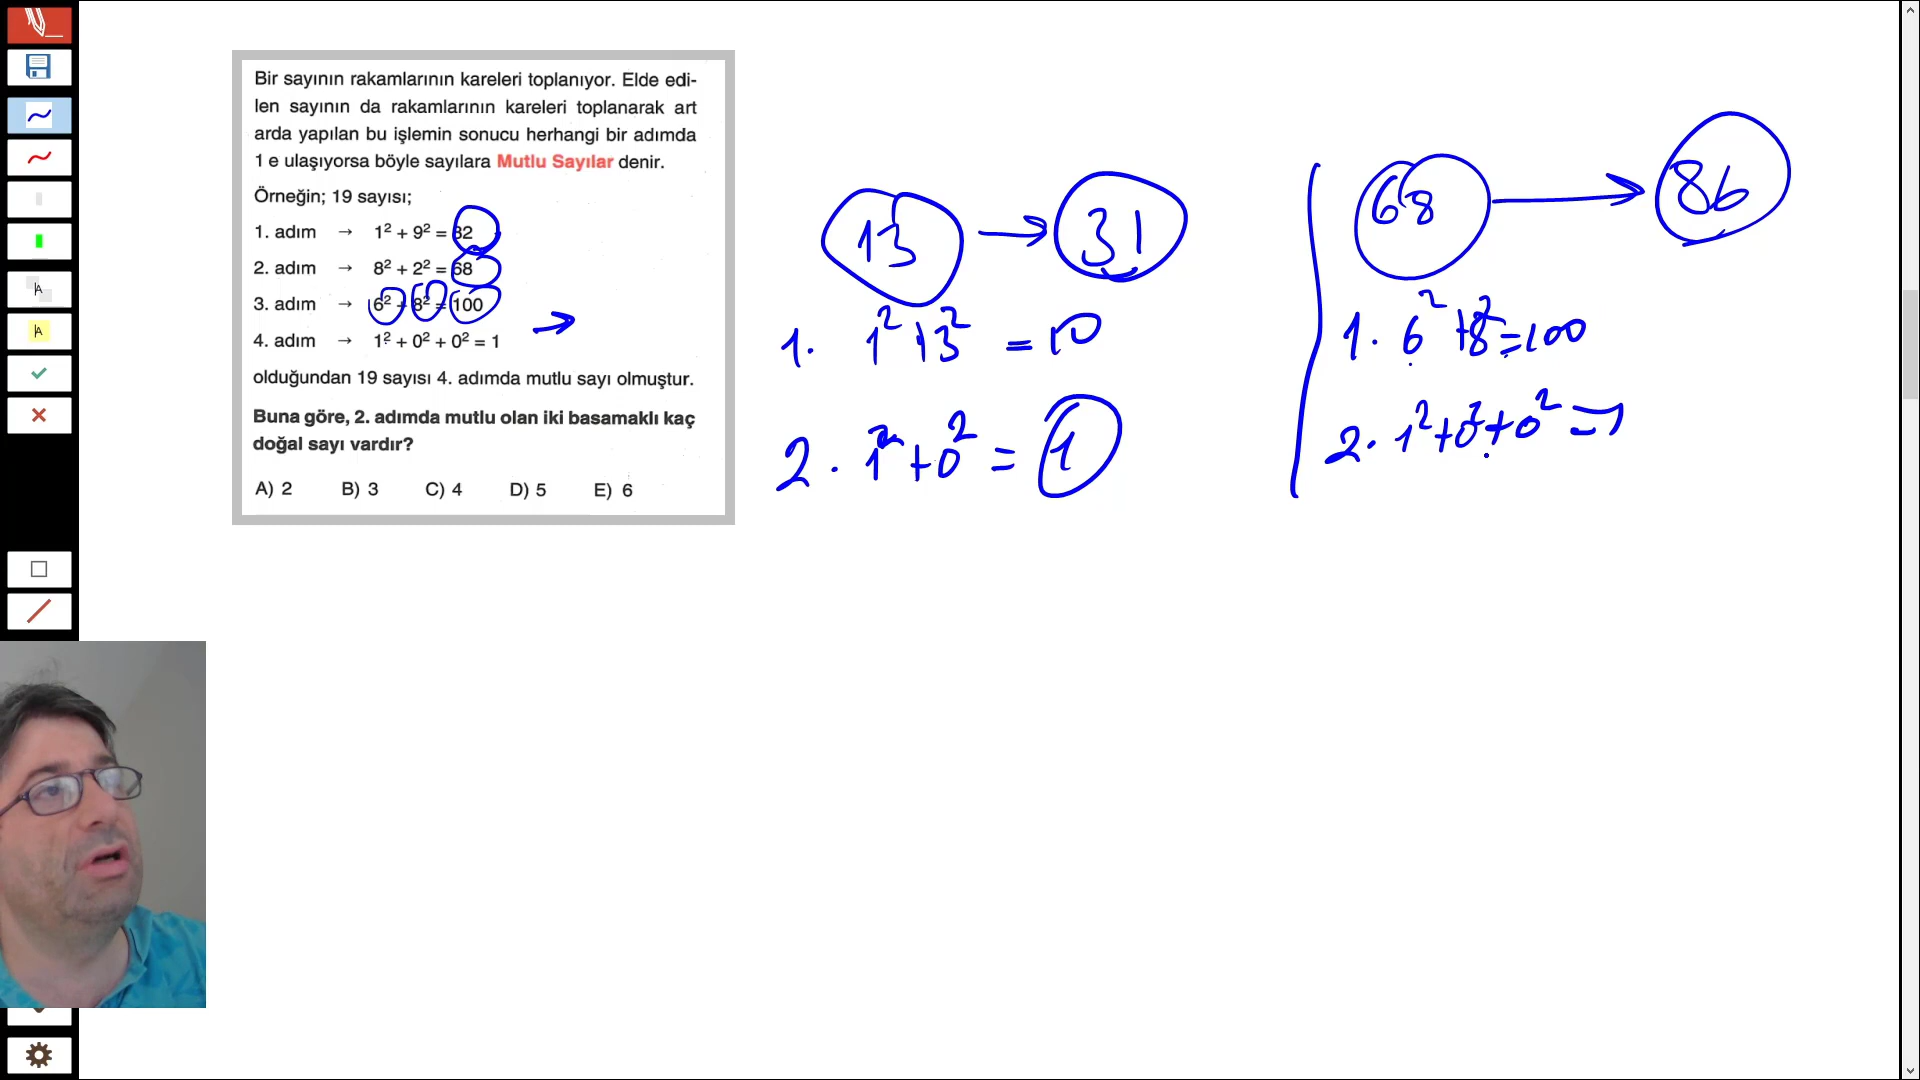 Bir sayının rakamlarının kareleri toplanıyor. Elde edi-
len sayının da rakamlarının kareleri toplanarak art
arda yapılan bu işlemin sonucu herhangi bir adımda
1 e ulaşıyorsa böyle sayılara Mutlu Sayılar denir.
Örneğin; 19 sayısı;
1. adım → 1² + 9² = 82
2. adım → 8² + 2² = 68
3. adım → 6² + 8² = 100
4. adım → 1² + 0² + 0² = 1
olduğundan 19 sayısı 4. adımda mutlu sayı olmuştur.
Buna göre, 2. adımda mutlu olan iki basamaklı kaç
doğal sayı vardır?
A) 2 B) 3 C) 4 D) 5 E) 6
13 → 31
1. 1² + 3² = 10
2. 1² + 0² = 1
68 → 86
1. 6² + 8² = 100
2. 1² + 0² + 0² = 1
A
A